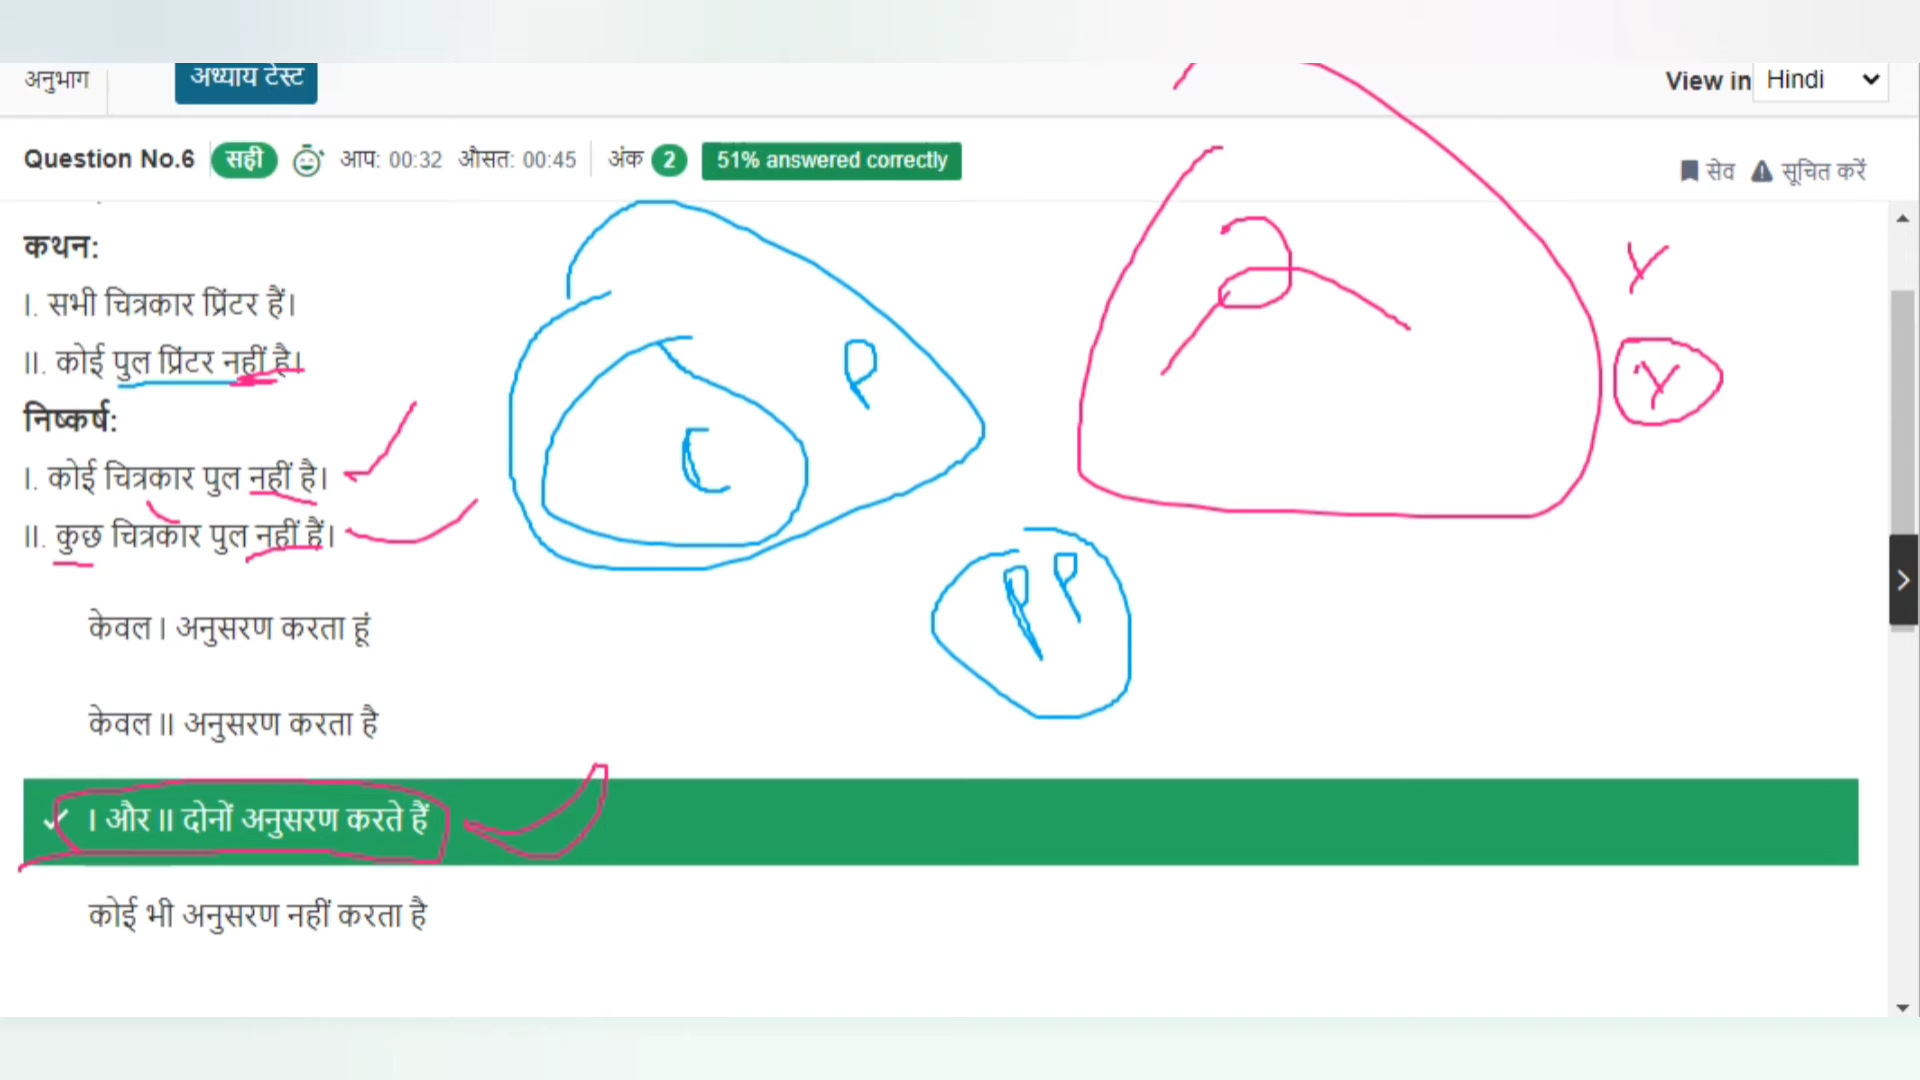 अनुभाग
अध्याय टेस्ट
View in Hindi
Question No.6 सही आप: 00:32 औसत: 00:45 अंक 2 51% answered correctly
सेव सूचित करें
कथन:
I. सभी चित्रकार प्रिंटर हैं।
II. कोई पुल प्रिंटर नहीं है।
निष्कर्ष:
I. कोई चित्रकार पुल नहीं है।
II. कुछ चित्रकार पुल नहीं हैं।
P
C
P P
Y
Y
केवल I अनुसरण करता हूं
केवल II अनुसरण करता है
I और II दोनों अनुसरण करते हैं
कोई भी अनुसरण नहीं करता है